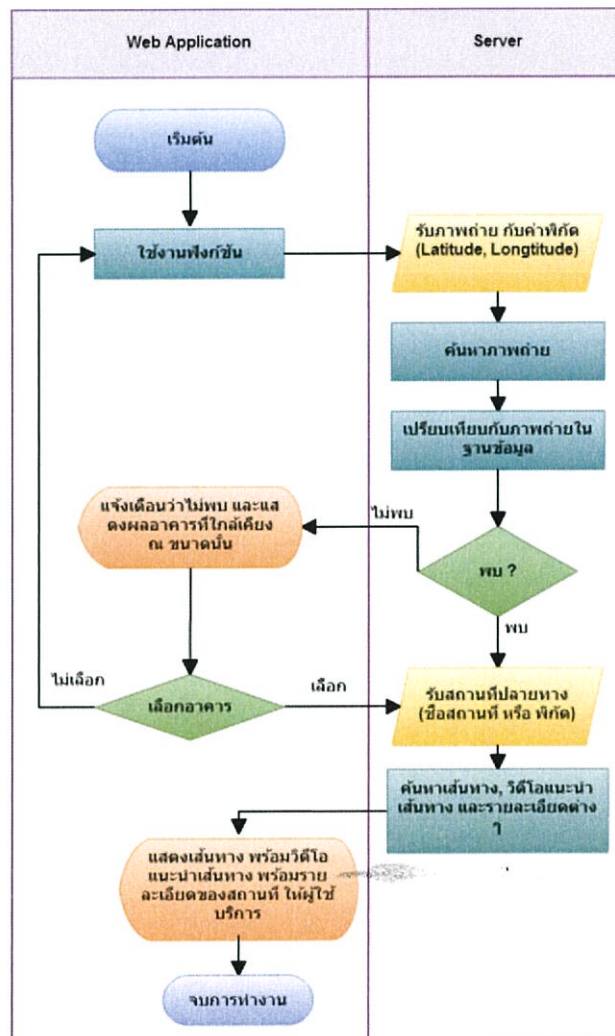 Web Application
Server
เริ่มต้น
ใช้งานฟังก์ชัน
รับภาพถ่าย กับค่าพิกัด
(Latitude, Longtitude)
ค้นหาภาพถ่าย
เปรียบเทียบกับภาพถ่ายใน
ฐานข้อมูล
ไม่พบ
แจ้งเตือนว่าไม่พบ และแส
ดงผลอาคารที่ใกล้เคียง
ณ ขนาดนั้น
พบ ?
พบ
ไม่เลือก
เลือกอาคาร
เลือก
รับสถานที่ปลายทาง
(ชื่อสถานที่ หรือ พิกัด)
ค้นหาเส้นทาง, วิดีโอแนะนำ
เส้นทาง และรายละเอียดต่าง
ๆ
แสดงเส้นทาง พร้อมวิดีโอ
แนะนำเส้นทาง พร้อมราย
ละเอียดของสถานที่ ให้ผู้ใช้
บริการ
จบการทำงาน